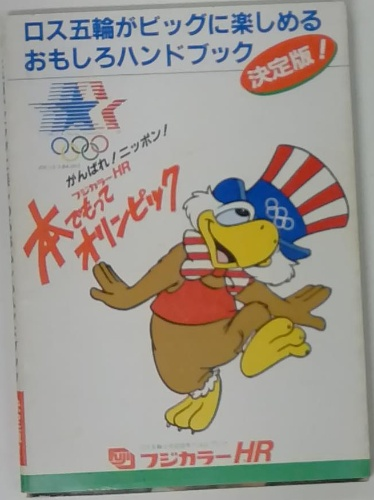 ロス五輪がビッグに楽しめる
おもしろハンドブック
決定版!
がんばれ!ニッポン!
フジカラーHR
本でもって
オリンピック
FUJI
フジカラーHR